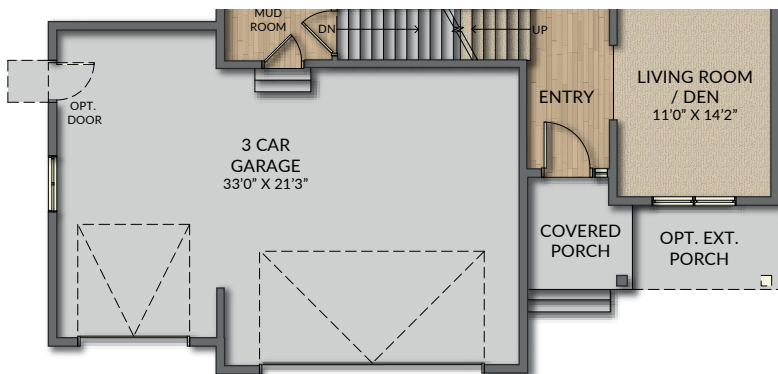 MUD
ROOM
DN
UP
OPT.
DOOR
3 CAR
GARAGE
33'0" X 21'3"
ENTRY
LIVING ROOM
/ DEN
11'0" X 14'2"
COVERED
PORCH
OPT. EXT.
PORCH